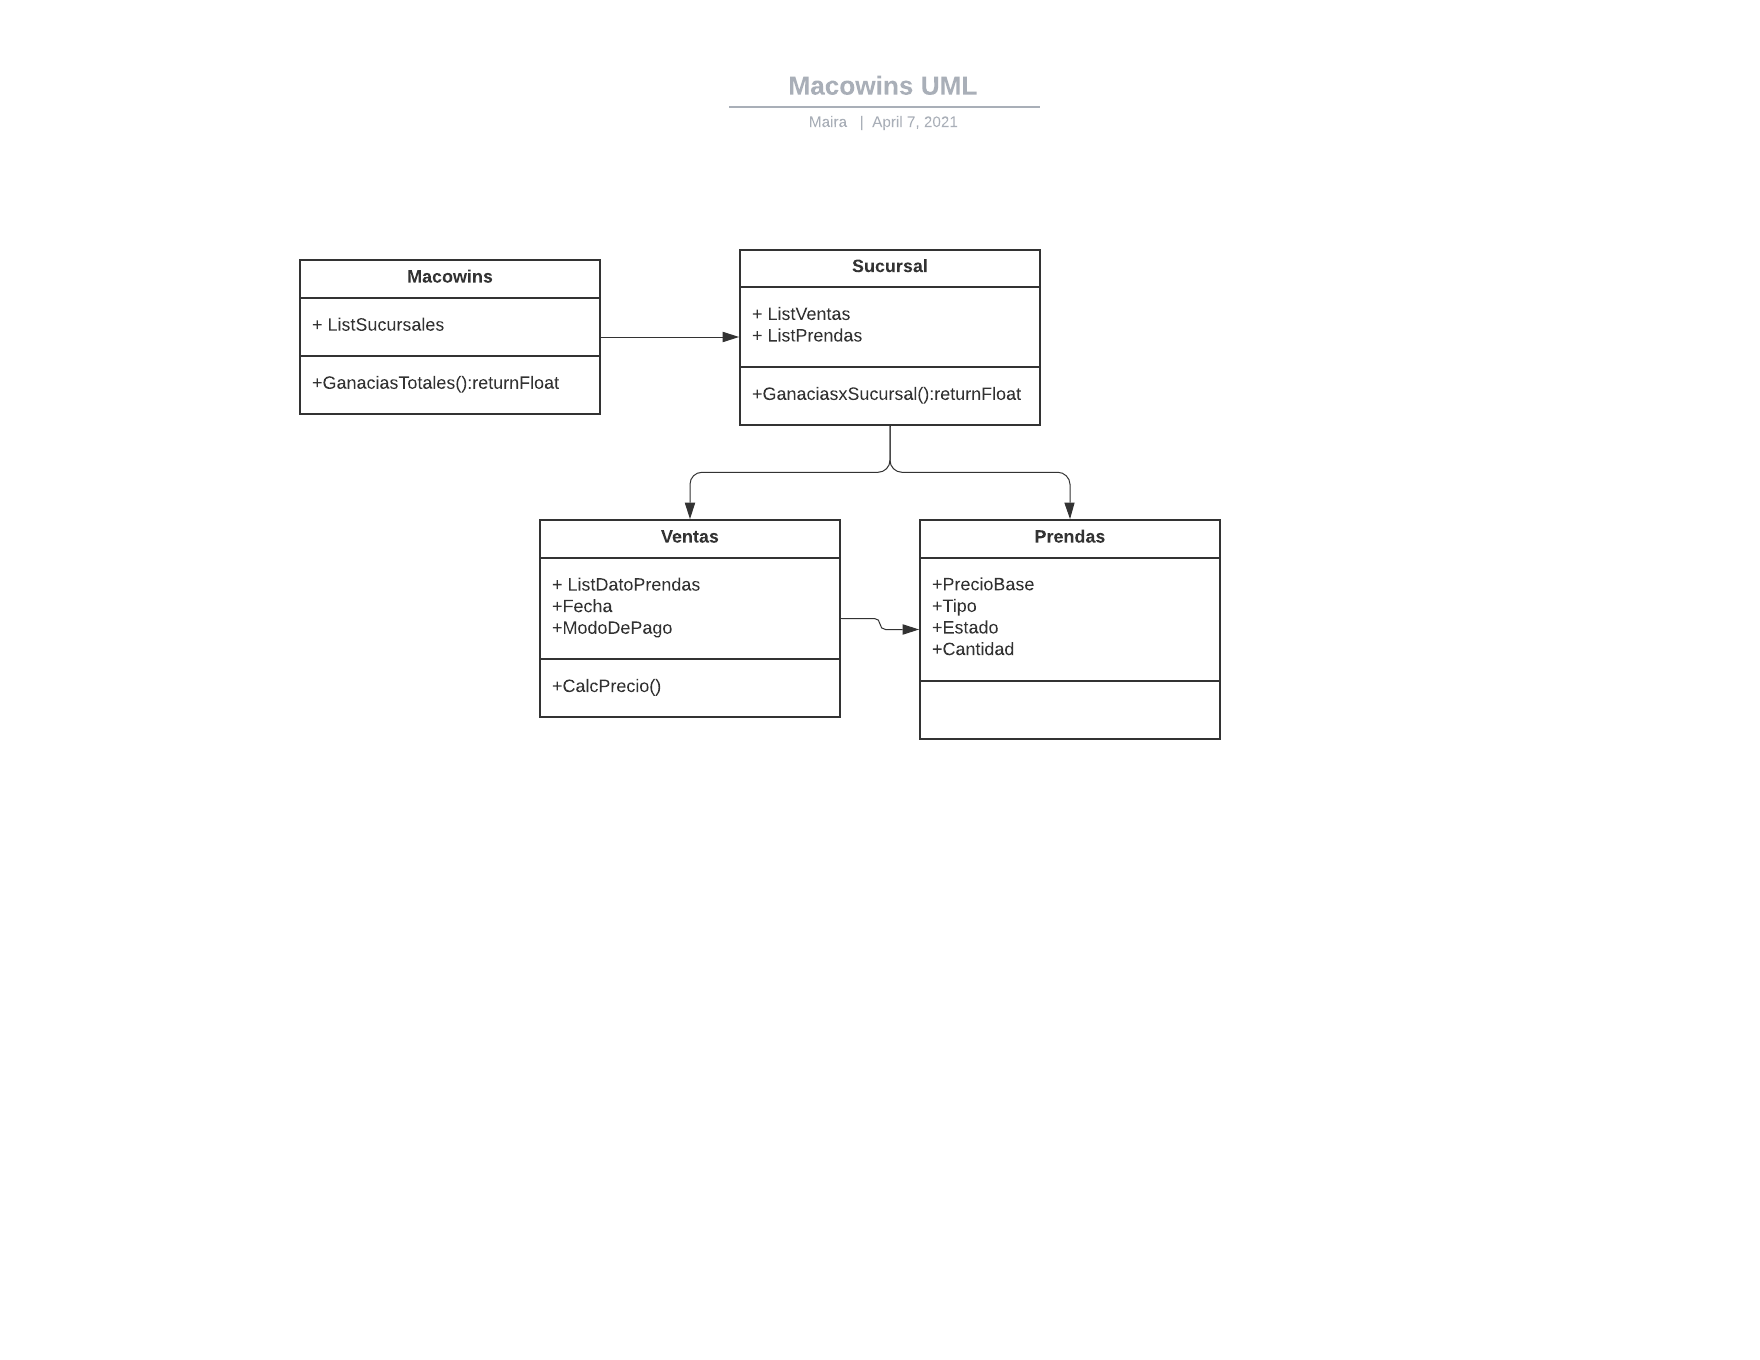 Macowins UML
Maira | April 7, 2021
Macowins
+ ListSucursales
+GanaciasTotales():returnFloat
Sucursal
+ ListVentas
+ ListPrendas
+GanaciasxSucursal():returnFloat
Ventas
+ ListDatoPrendas
+Fecha
+ModoDePago
+CalcPrecio()
Prendas
+PrecioBase
+Tipo
+Estado
+Cantidad